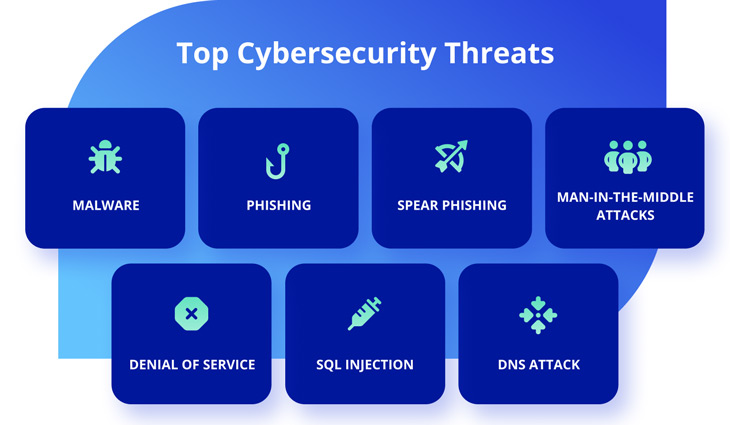 Top Cybersecurity Threats
MALWARE
PHISHING
SPEAR PHISHING
MAN-IN-THE-MIDDLE
ATTACKS
DENIAL OF SERVICE
SQL INJECTION
DNS ATTACK